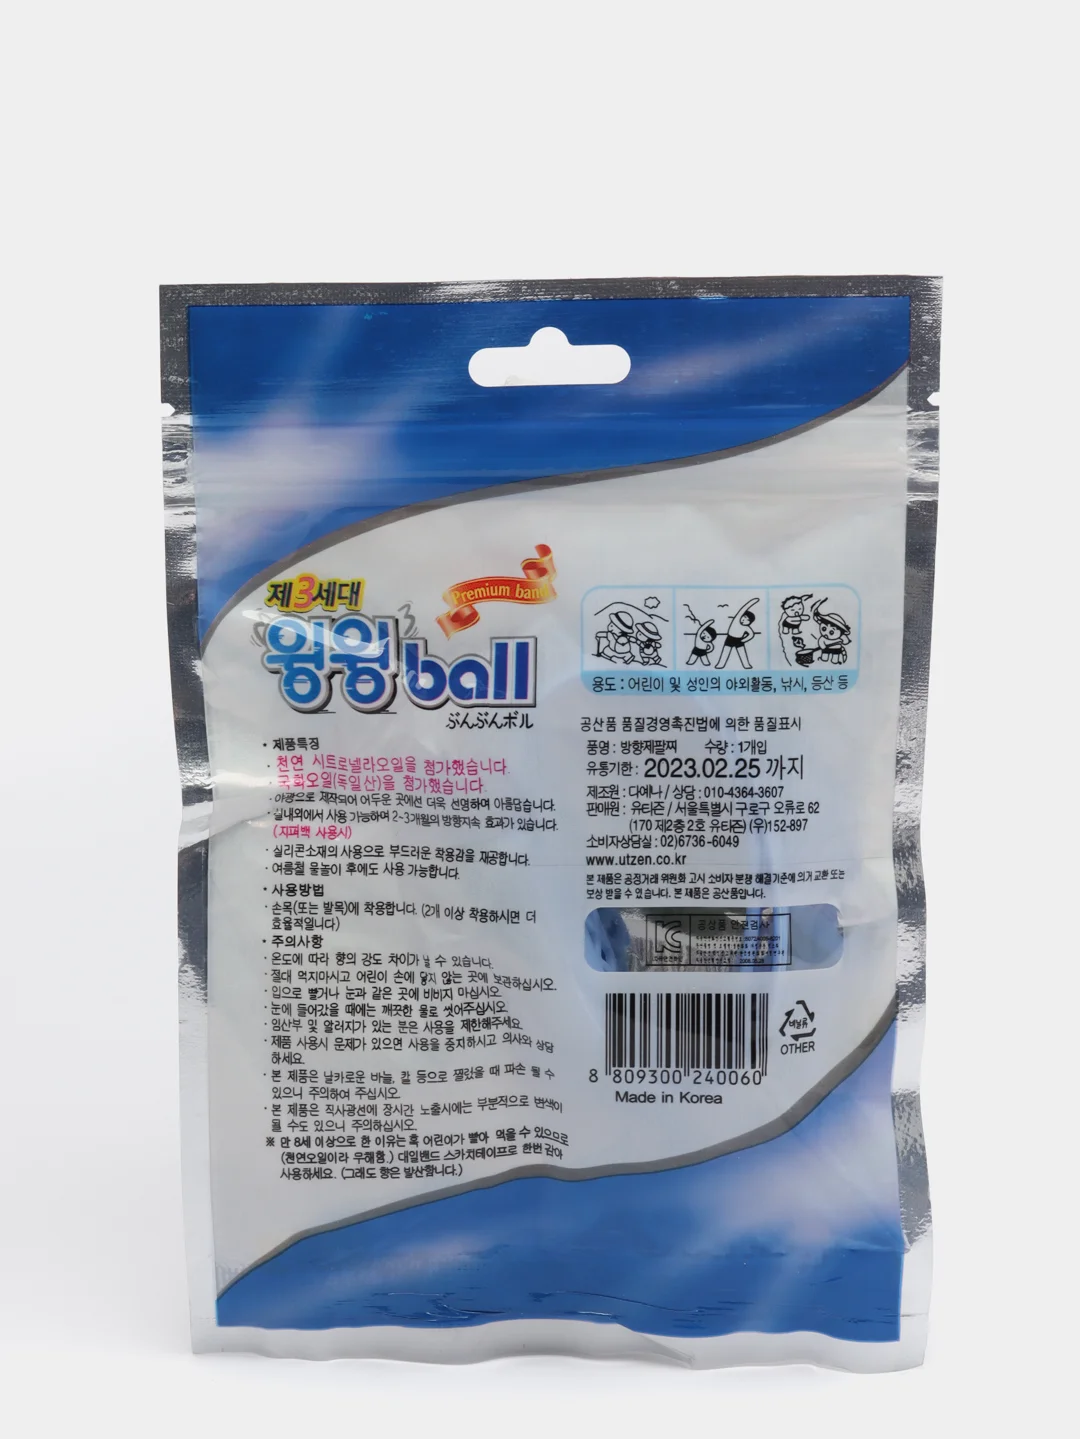 제3세대
Premium band
윙윙ball
ぶんぶんボル
• 제품특징
· 천연 시트로넬라오일을 첨가했습니다.
· 국화오일(독일산)을 첨가했습니다.
· 야광으로 제작되어 어두운 곳에선 더욱 선명하며 아름답습니다.
· 실내외에서 사용 가능하며 2~3개월의 방향지속 효과가 있습니다.
(지퍼백 사용시)
· 실리콘소재의 사용으로 부드러운 착용감을 제공합니다.
· 여름철 물놀이 후에도 사용 가능합니다.
• 사용방법
· 손목(또는 발목)에 착용합니다. (2개 이상 착용하시면 더
효율적입니다)
• 주의사항
· 온도에 따라 향의 강도 차이가 날 수 있습니다.
· 절대 먹지마시고 어린이 손에 닿지 않는 곳에 보관하십시오.
· 입으로 빨거나 눈과 같은 곳에 비비지 마십시오.
· 눈에 들어갔을 때에는 깨끗한 물로 씻어주십시오.
· 임산부 및 알러지가 있는 분은 사용을 제한해주세요.
· 제품 사용시 문제가 있으면 사용을 중지하시고 의사와 상담
하세요.
· 본 제품은 날카로운 바늘, 칼 등으로 찔렀을 때 파손 될 수
있으니 주의하여 주십시오.
· 본 제품은 직사광선에 장시간 노출시에는 부분적으로 변색이
될 수도 있으니 주의하십시오.
※ 만 8세 이상으로 한 이유는 혹 어린이가 빨아 먹을 수 있으므로
(천연오일이라 무해함.) 대일밴드 스카치테이프로 한번 감아
사용하세요. (그래도 향은 발산합니다.)
용도 : 어린이 및 성인의 야외활동, 낚시, 등산 등
공산품 품질경영촉진법에 의한 품질표시
품명 : 방향제팔찌 수량 : 1개입
유통기한 : 2023.02.25 까지
제조원 : 다예나 / 상담 : 010-4364-3607
판매원 : 유타즌 / 서울특별시 구로구 오류로 62
(170 제2층 2호 유타즌) (우)152-897
소비자상담실 : 02)6736-6049
www.utzen.co.kr
본 제품은 공정거래 위원화 고시 소비자 분쟁 해결기준에 의거 교환 또는
보상 받을 수 있습니다. 본 제품은 공산품입니다.
공상품 안전검사
8 809300 240060
Made in Korea
비닐류
OTHER